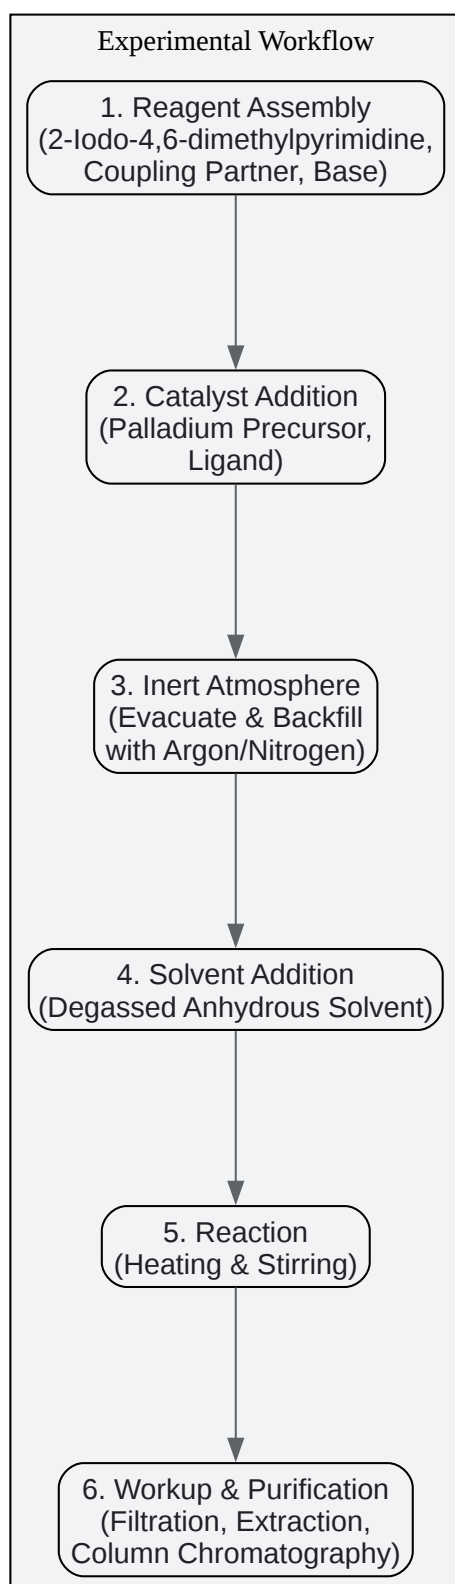 Experimental Workflow
1. Reagent Assembly
(2-Iodo-4,6-dimethylpyrimidine,
Coupling Partner, Base)
2. Catalyst Addition
(Palladium Precursor,
Ligand)
3. Inert Atmosphere
(Evacuate & Backfill
with Argon/Nitrogen)
4. Solvent Addition
(Degassed Anhydrous Solvent)
5. Reaction
(Heating & Stirring)
6. Workup & Purification
(Filtration, Extraction,
Column Chromatography)